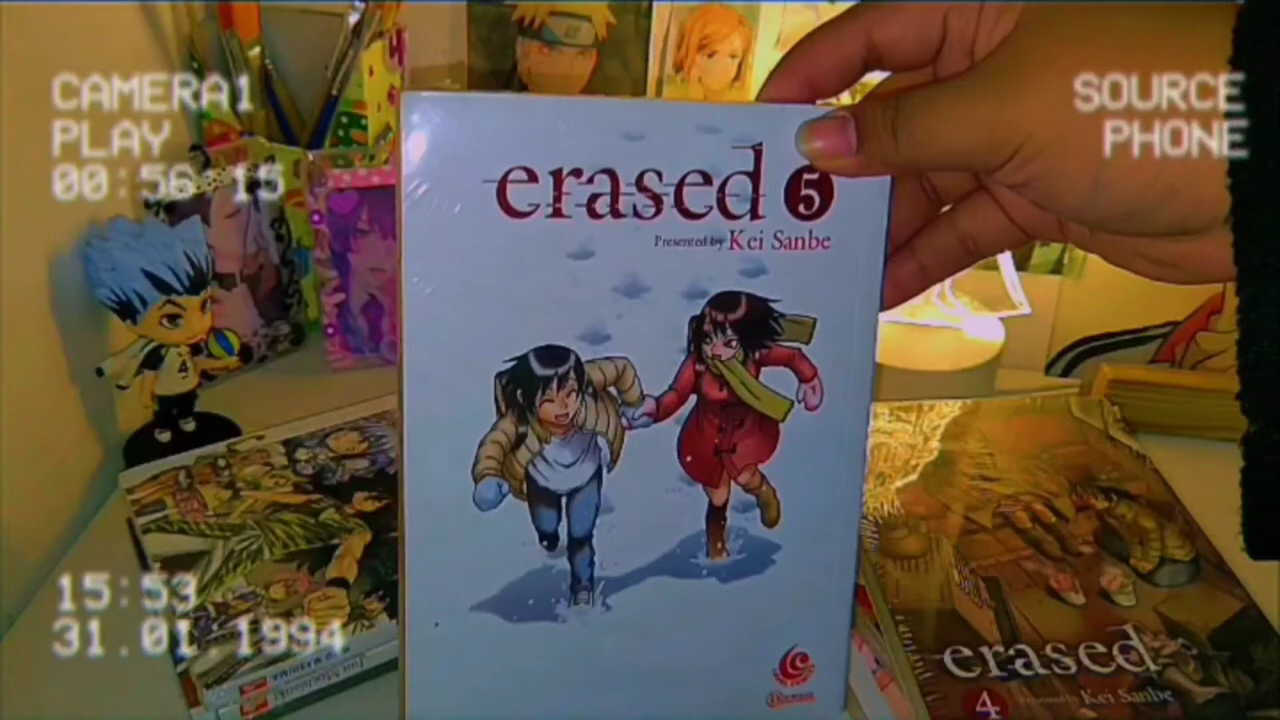 CAMERA1
PLAY
00:56:15
SOURCE
PHONE
erased 5
Presented by Kei Sanbe
4
erased
4
Presented by Kei Sanbe
15:53
31.01.1994